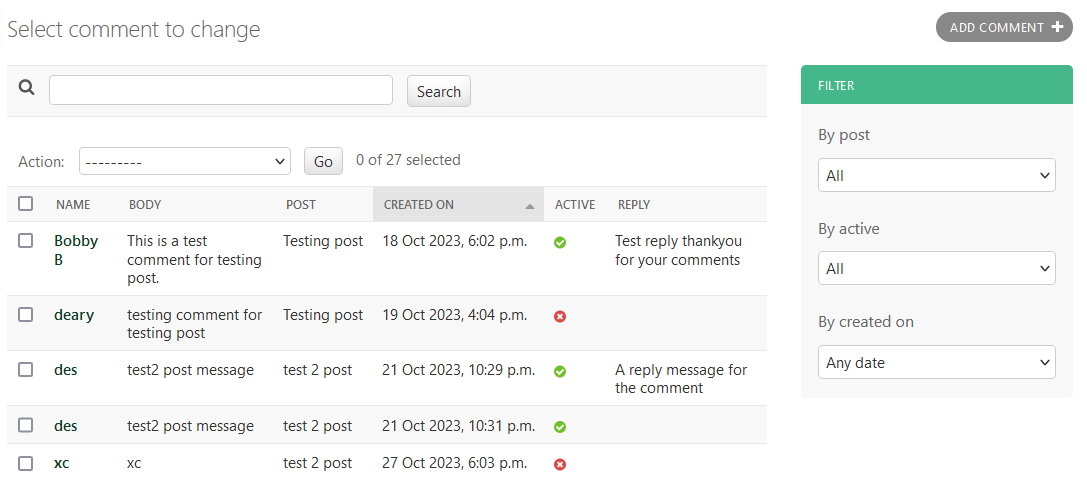 Select comment to change
ADD COMMENT
Search
FILTER
By post
All
By active
All
By created on
Any date
Action: --------- Go 0 of 27 selected
NAME BODY POST CREATED ON ACTIVE REPLY
Bobby This is a test Testing post 18 Oct 2023, 6:02 p.m. Test reply thankyou
B comment for testing for your comments
post.
deary testing comment for Testing post 19 Oct 2023, 4:04 p.m.
testing post
des test2 post message test 2 post 21 Oct 2023, 10:29 p.m. A reply message for
the comment
des test2 post message test 2 post 21 Oct 2023, 10:31 p.m.
xc xc test 2 post 27 Oct 2023, 6:03 p.m.